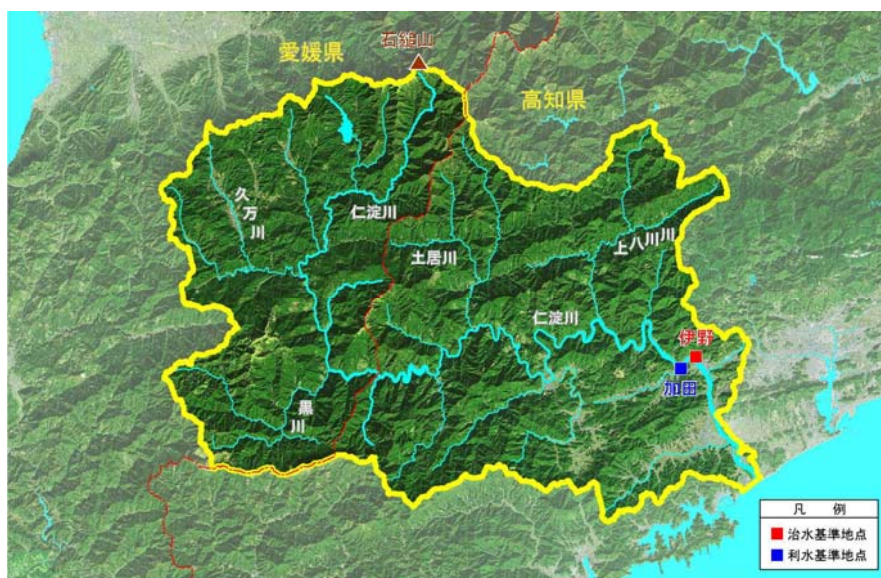 石鎚山
愛媛県
高知県
久万川
仁淀川
土居川
上八川川
仁淀川
伊野
加田
黒川
凡 例
治水基準地点
利水基準地点